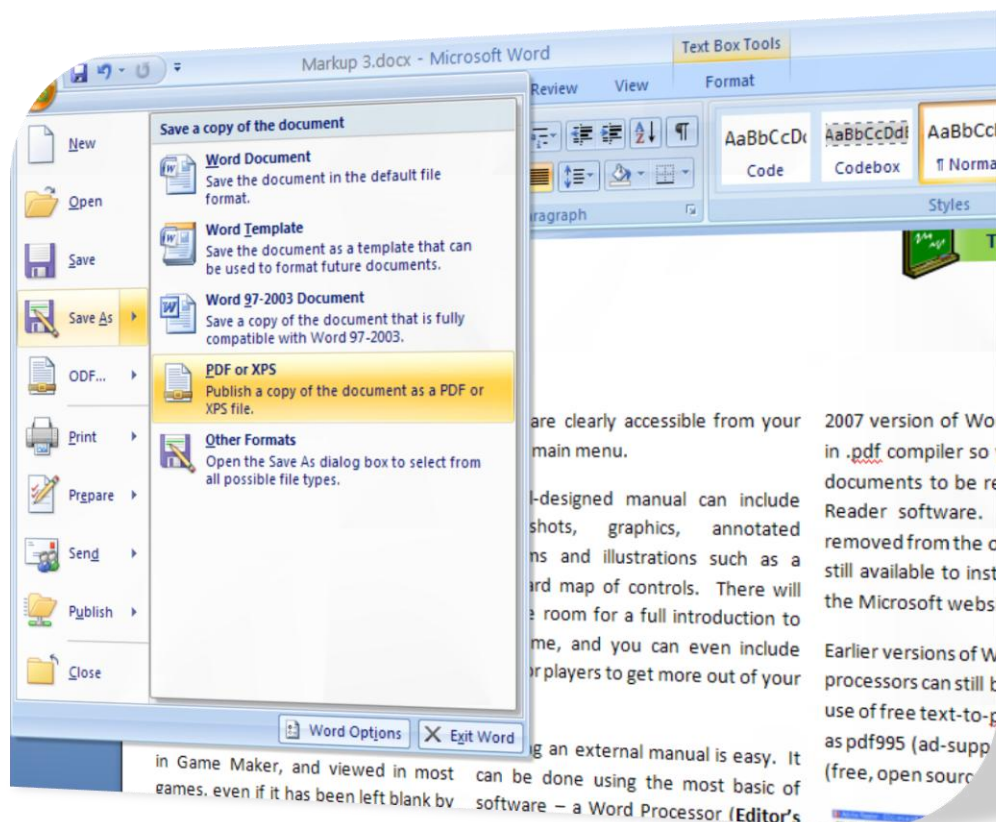 Markup 3.docx - Microsoft Word
Text Box Tools
Review View Format
New
Open
Save
Save As
ODF...
Print
Prepare
Send
Publish
Close
Save a copy of the document
Word Document
Save the document in the default file
format.
Word Template
Save the document as a template that can
be used to format future documents.
Word 97-2003 Document
Save a copy of the document that is fully
compatible with Word 97-2003.
PDF or XPS
Publish a copy of the document as a PDF or
XPS file.
Other Formats
Open the Save As dialog box to select from
all possible file types.
Word Options
Exit Word
AaBbCcD
Code
AaBbCcDdE
Codebox
AaBbCc
¶ Norma
ragraph
Styles
T
are clearly accessible from your
main menu.
l-designed manual can include
shots, graphics, annotated
ns and illustrations such as a
rd map of controls. There will
room for a full introduction to
me, and you can even include
or players to get more out of your
g an external manual is easy. It
can be done using the most basic of
software – a Word Processor (Editor's
2007 version of Wo
in .pdf compiler so
documents to be re
Reader software.
removed from the o
still available to inst
the Microsoft webs
Earlier versions of W
processors can still b
use of free text-to-p
as pdf995 (ad-supp
(free, open sourc
in Game Maker, and viewed in most
games, even if it has been left blank by